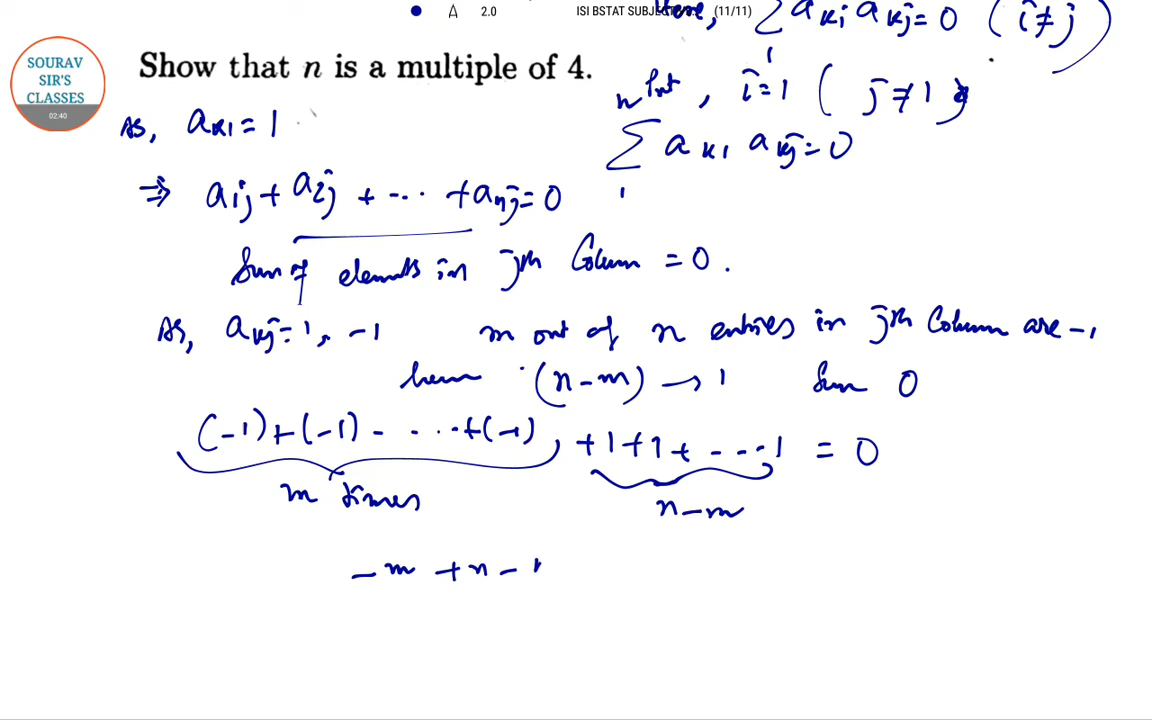 2.0 ISI BSTAT SUBJECTIVE (11/11)
Here, ∑ a_ki a_kj = 0 (i ≠ j)
1
SOURAV
SIR'S
CLASSES
02:40
Show that n is a multiple of 4.
Put, i = 1 ( j ≠ 1 )
As, a_k1 = 1
n
∑ a_k1 a_kj = 0
1
⇒ a_1j + a_2j + ... + a_nj = 0
Sum of elements in jth Column = 0.
As, a_kj = 1, -1 m out of n entries in jth Column are -1
hence (n-m) → 1 Sum 0
(-1)+(-1) - ... +(-1) +1+1+ - - - 1 = 0
m times
n-m
-m +n -